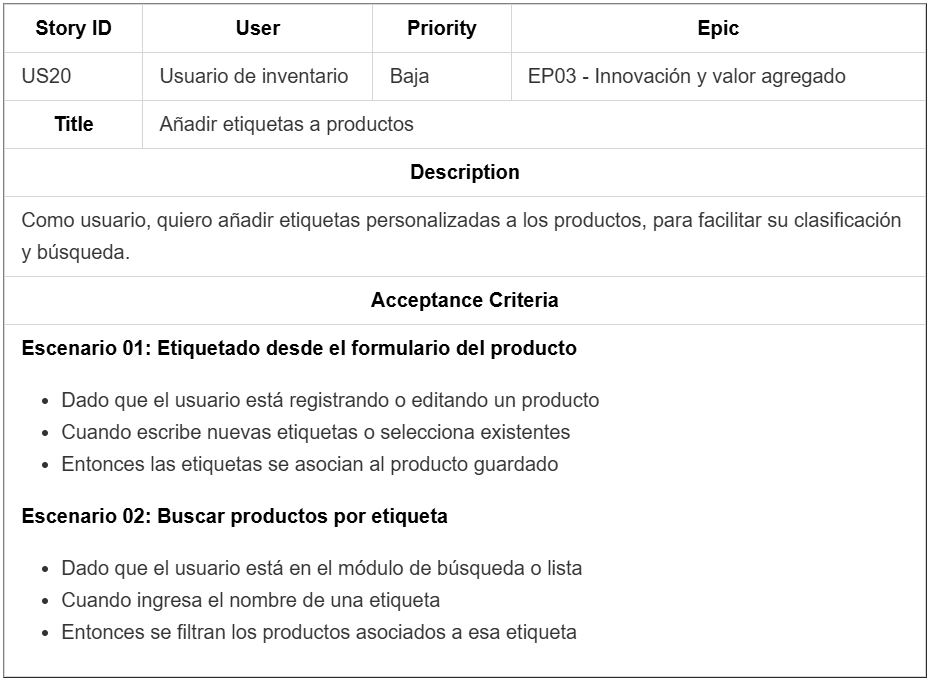 Story ID User Priority Epic
US20 Usuario de inventario Baja EP03 - Innovación y valor agregado
Title Añadir etiquetas a productos
Description
Como usuario, quiero añadir etiquetas personalizadas a los productos, para facilitar su clasificación
y búsqueda.
Acceptance Criteria
Escenario 01: Etiquetado desde el formulario del producto
• Dado que el usuario está registrando o editando un producto
• Cuando escribe nuevas etiquetas o selecciona existentes
• Entonces las etiquetas se asocian al producto guardado
Escenario 02: Buscar productos por etiqueta
• Dado que el usuario está en el módulo de búsqueda o lista
• Cuando ingresa el nombre de una etiqueta
• Entonces se filtran los productos asociados a esa etiqueta